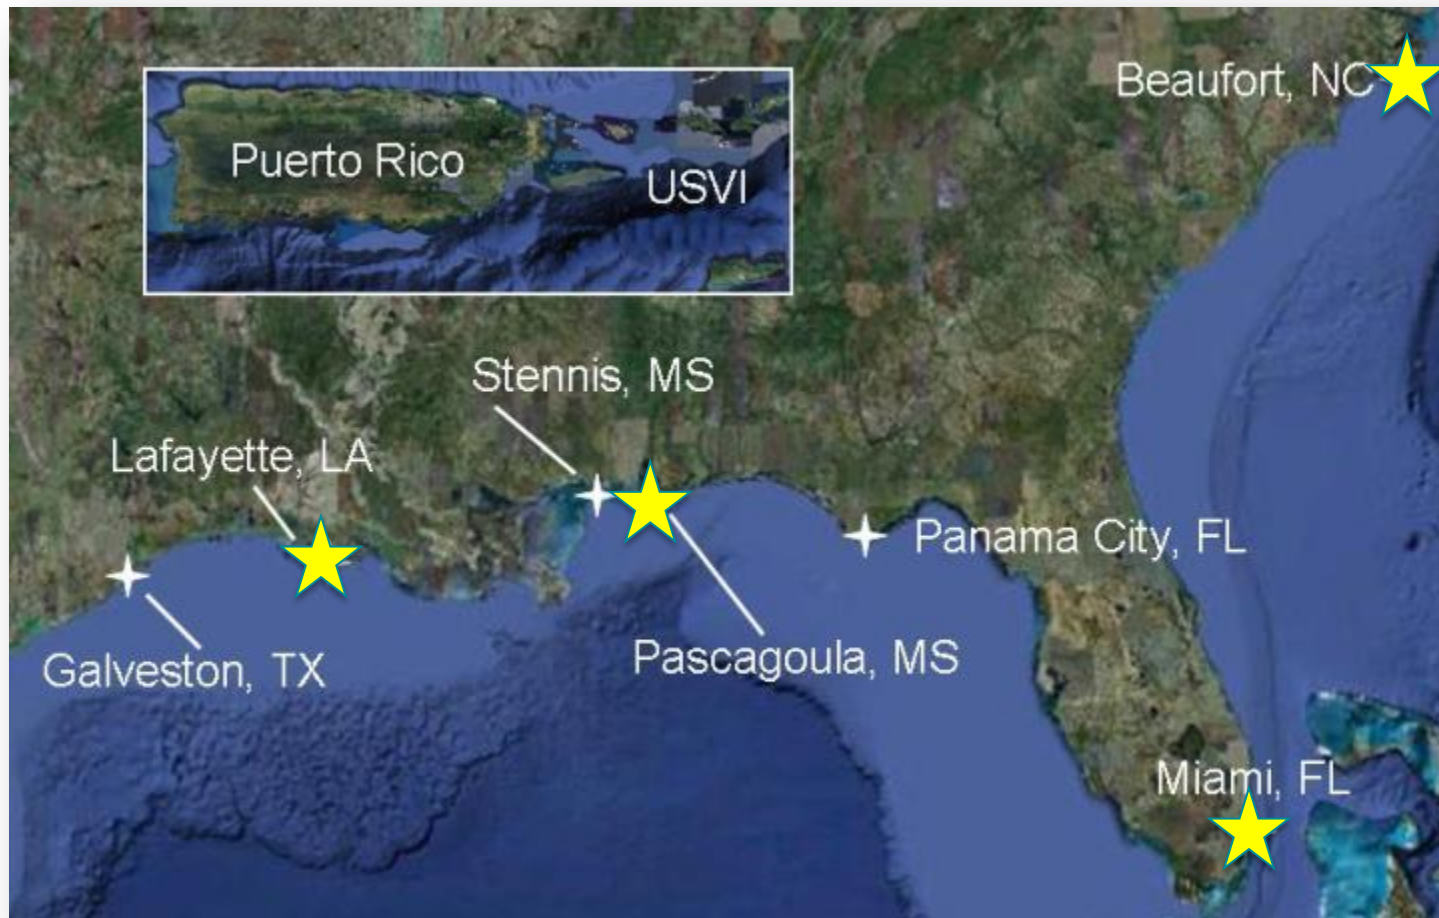 Beaufort, NC
Puerto Rico
USVI
Stennis, MS
Lafayette, LA
Panama City, FL
Pascagoula, MS
Galveston, TX
Miami, FL